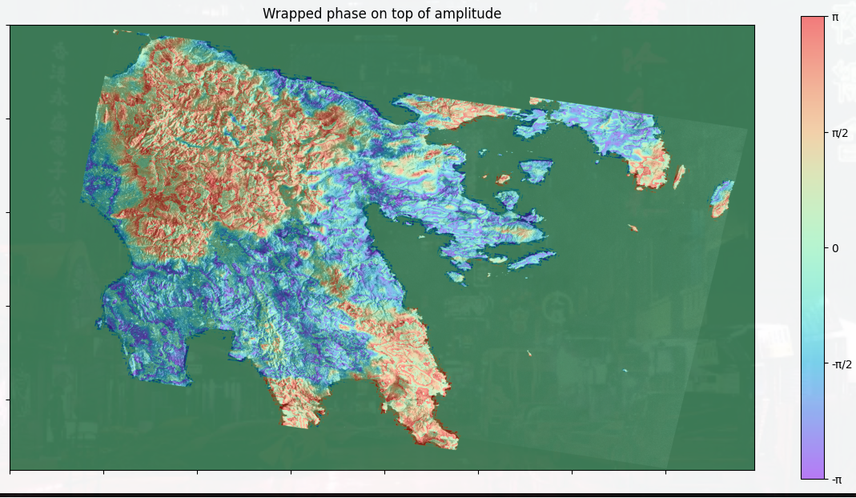 Wrapped phase on top of amplitude
π
π/2
0
-π/2
-π